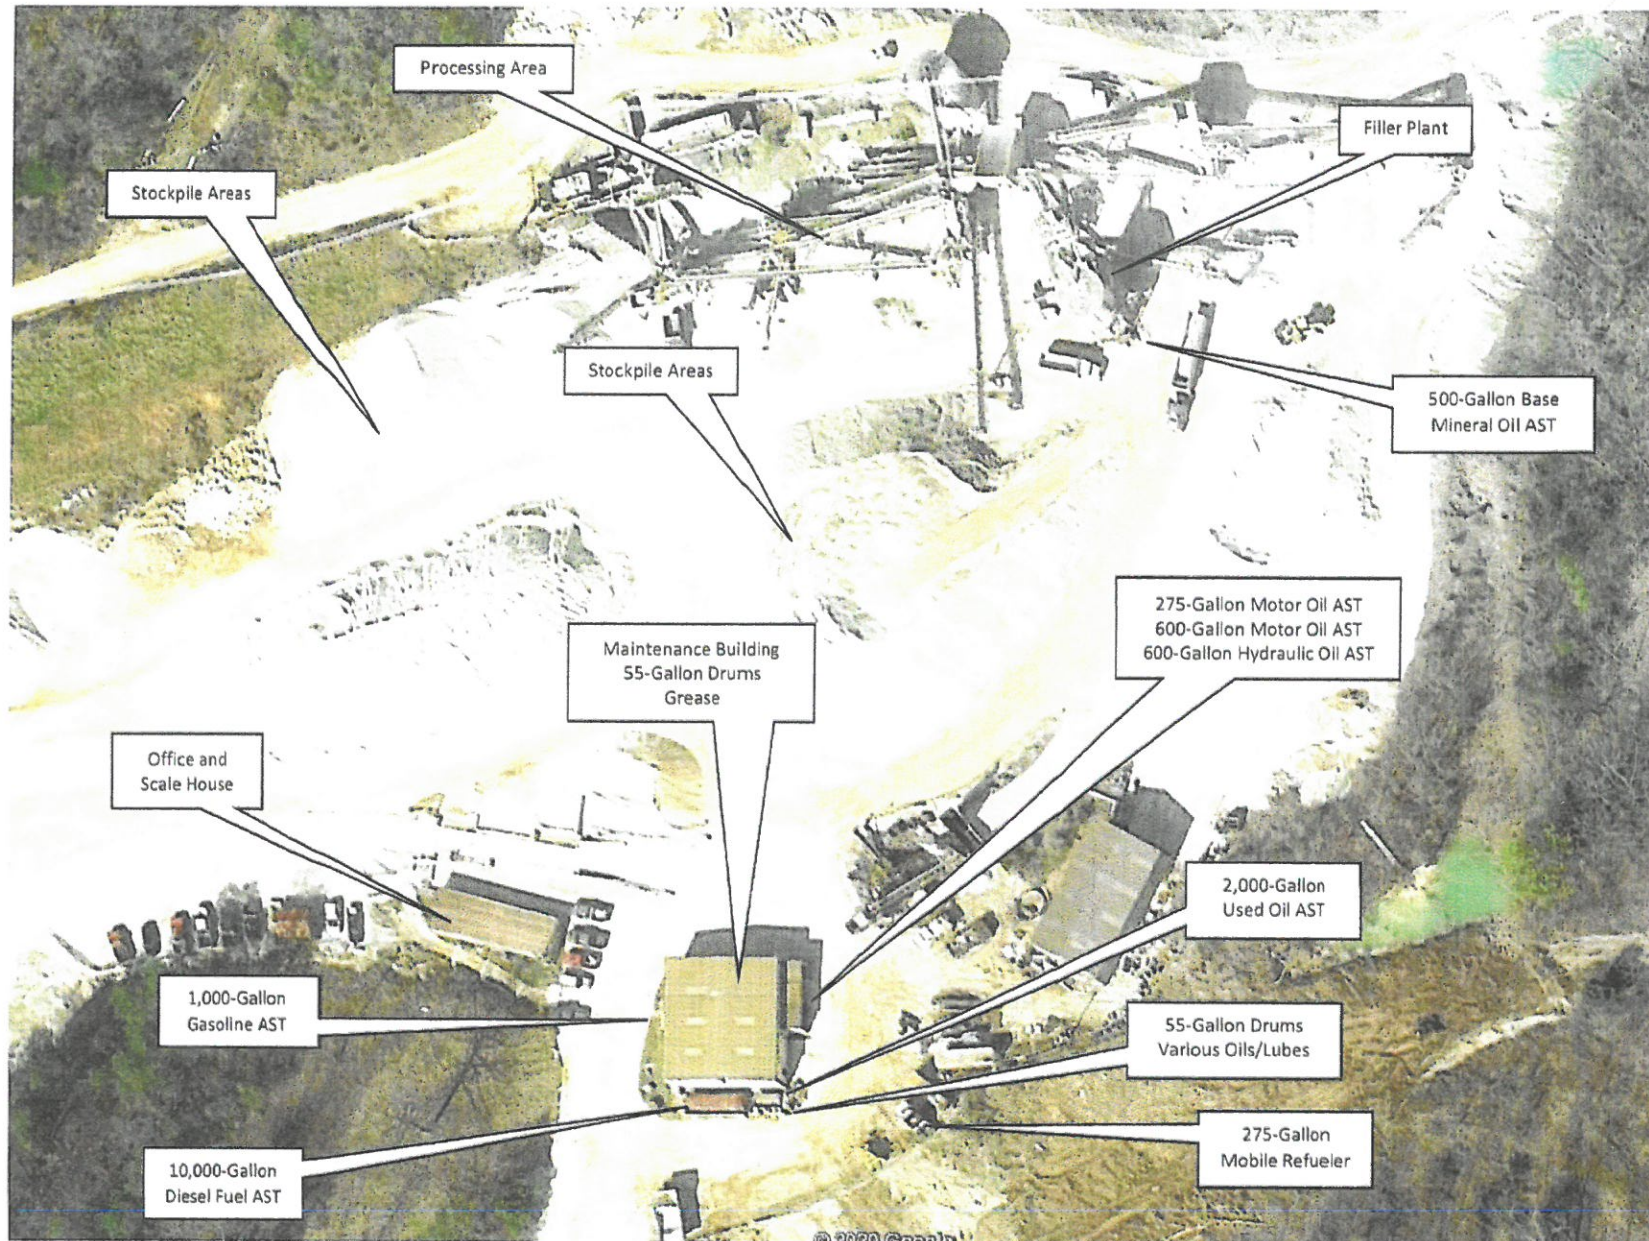 Processing Area
Filler Plant
Stockpile Areas
Stockpile Areas
500-Gallon Base
Mineral Oil AST
275-Gallon Motor Oil AST
600-Gallon Motor Oil AST
600-Gallon Hydraulic Oil AST
Maintenance Building
55-Gallon Drums
Grease
Office and
Scale House
2,000-Gallon
Used Oil AST
1,000-Gallon
Gasoline AST
55-Gallon Drums
Various Oils/Lubes
275-Gallon
Mobile Refueler
10,000-Gallon
Diesel Fuel AST
© 2020 Google